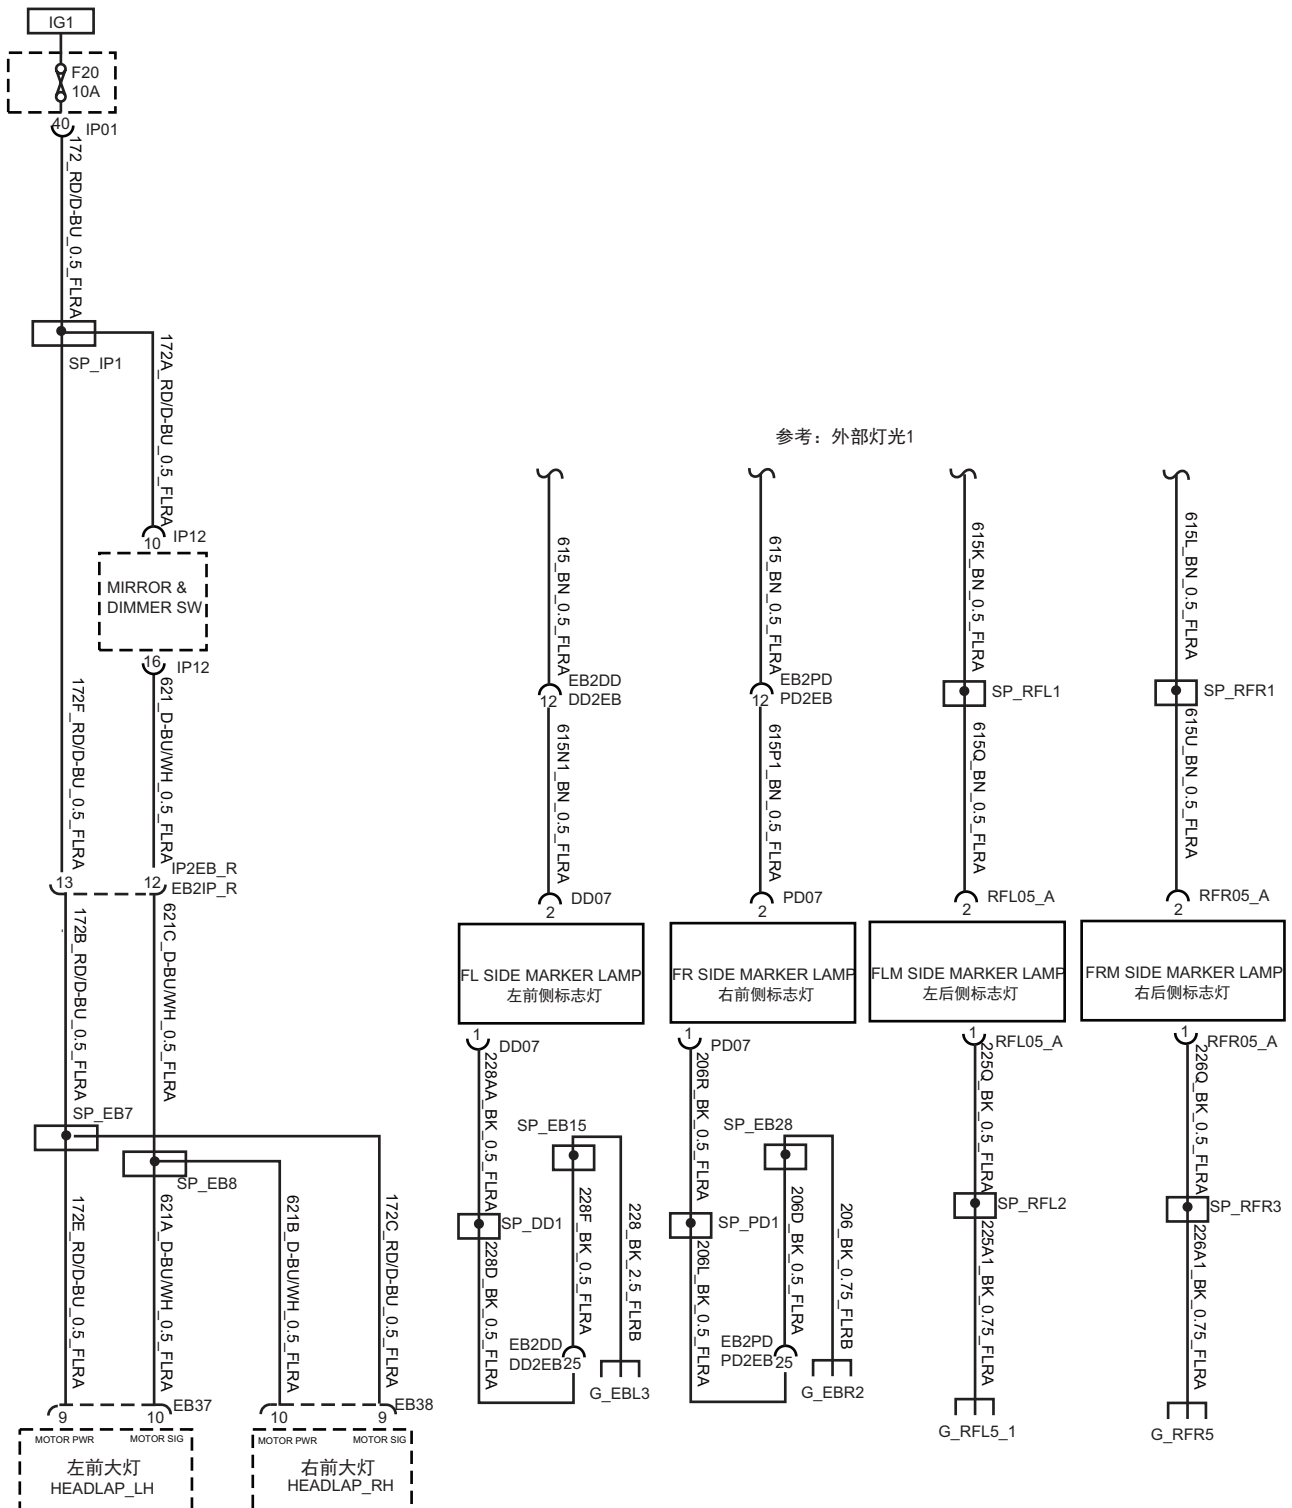 IG1
F20
10A
40
IP01
172_RD/D-BU_0.5_FLRA
SP_IP1
172A_RD/D-BU_0.5_FLRA
10
IP12
MIRROR &
DIMMER SW
16
IP12
172F_RD/D-BU_0.5_FLRA
621_D-BU/WH_0.5_FLRA
13
12
IP2EB_R
EB2IP_R
172B_RD/D-BU_0.5_FLRA
621C_D-BU/WH_0.5_FLRA
SP_EB7
SP_EB8
172E_RD/D-BU_0.5_FLRA
621A_D-BU/WH_0.5_FLRA
621B_D-BU/WH_0.5_FLRA
172C_RD/D-BU_0.5_FLRA
9
10
EB37
10
9
EB38
MOTOR PWR
MOTOR SIG
左前大灯
HEADLAP_LH
MOTOR PWR
MOTOR SIG
右前大灯
HEADLAP_RH
参考：外部灯光1
615_BN_0.5_FLRA
12
EB2DD
DD2EB
615N1_BN_0.5_FLRA
2
DD07
FL SIDE MARKER LAMP
左前侧标志灯
1
DD07
228AA_BK_0.5_FLRA
SP_DD1
228D_BK_0.5_FLRA
SP_EB15
228F_BK_0.5_FLRA
228_BK_2.5_FLRB
EB2DD
DD2EB
25
G_EBL3
615_BN_0.5_FLRA
12
EB2PD
PD2EB
615P1_BN_0.5_FLRA
2
PD07
FR SIDE MARKER LAMP
右前侧标志灯
1
PD07
206R_BK_0.5_FLRA
SP_PD1
206L_BK_0.5_FLRA
SP_EB28
206D_BK_0.5_FLRA
206_BK_0.75_FLRB
EB2PD
PD2EB
25
G_EBR2
615K_BN_0.5_FLRA
SP_RFL1
615Q_BN_0.5_FLRA
2
RFL05_A
FLM SIDE MARKER LAMP
左后侧标志灯
1
RFL05_A
225Q_BK_0.5_FLRA
SP_RFL2
225A1_BK_0.75_FLRA
G_RFL5_1
615L_BN_0.5_FLRA
SP_RFR1
615U_BN_0.5_FLRA
2
RFR05_A
FRM SIDE MARKER LAMP
右后侧标志灯
1
RFR05_A
226Q_BK_0.5_FLRA
SP_RFR3
226A1_BK_0.75_FLRA
G_RFR5